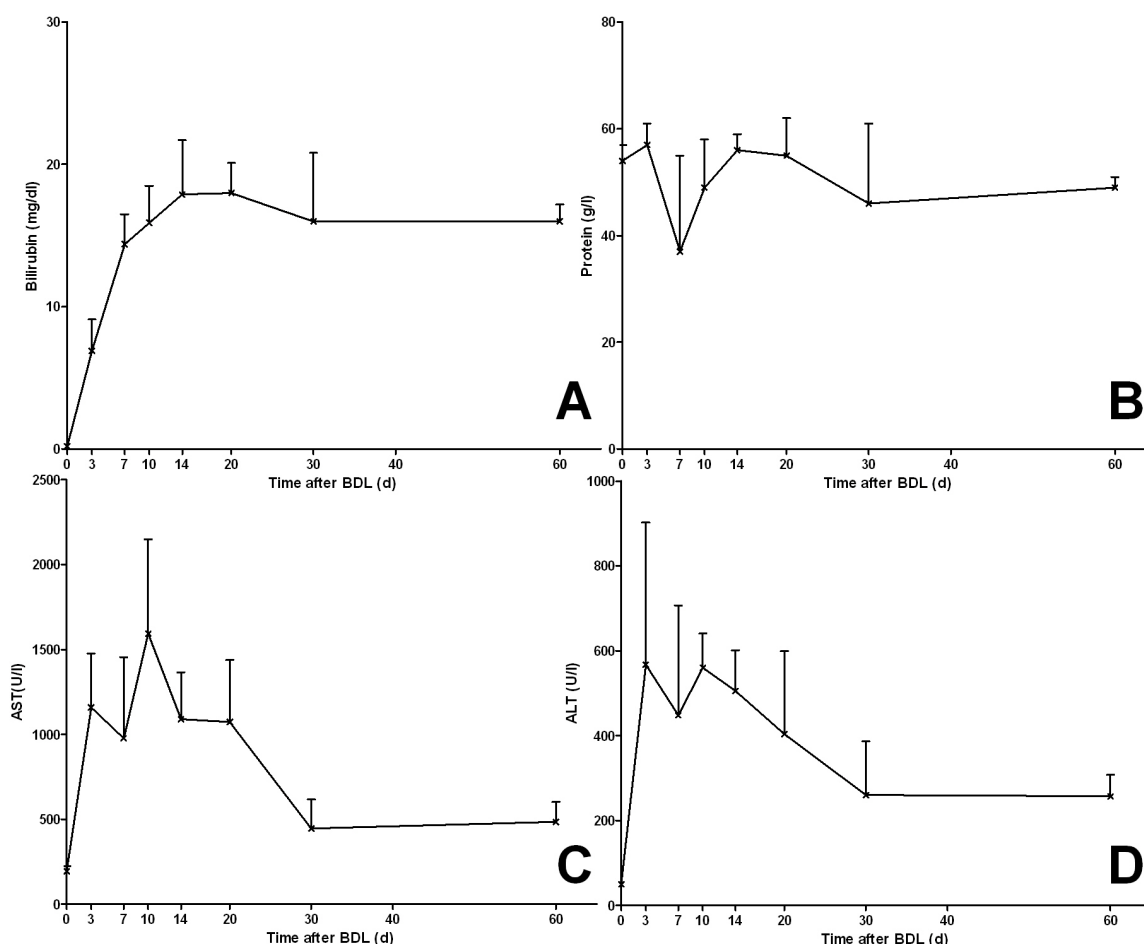 30
20
10
0
Bilirubin (mg/dl)
0 3 7 10 14 20 30 40 60
Time after BDL (d)
A
80
60
40
20
0
Protein (g/l)
0 3 7 10 14 20 30 40 60
Time after BDL (d)
B
2500
2000
1500
1000
500
0
AST(U/l)
0 3 7 10 14 20 30 40 60
Time after BDL (d)
C
1000
800
600
400
200
0
ALT (U/l)
0 3 7 10 14 20 30 40 60
Time after BDL (d)
D